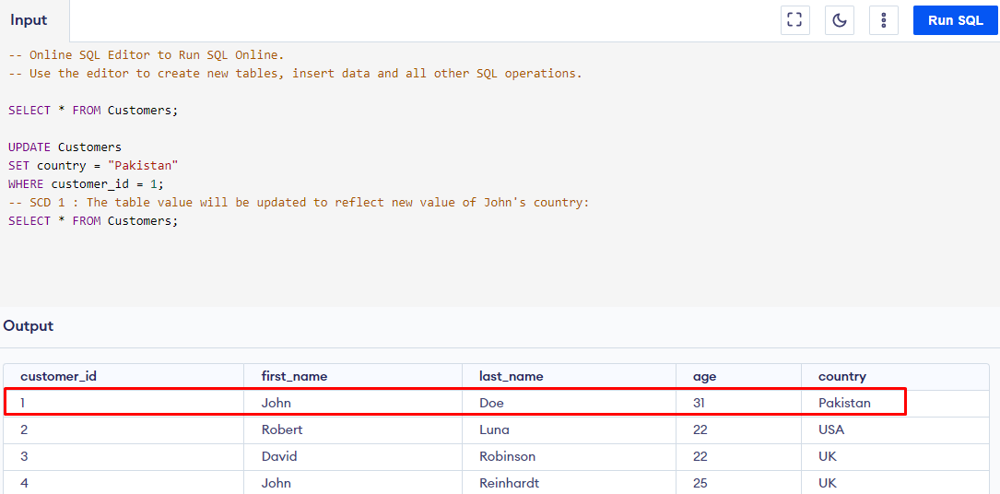 Input
Run SQL
-- Online SQL Editor to Run SQL Online.
-- Use the editor to create new tables, insert data and all other SQL operations.
SELECT * FROM Customers;
UPDATE Customers
SET country = "Pakistan"
WHERE customer_id = 1;
-- SCD 1 : The table value will be updated to reflect new value of John's country:
SELECT * FROM Customers;
Output
customer_id first_name last_name age country
1 John Doe 31 Pakistan
2 Robert Luna 22 USA
3 David Robinson 22 UK
4 John Reinhardt 25 UK